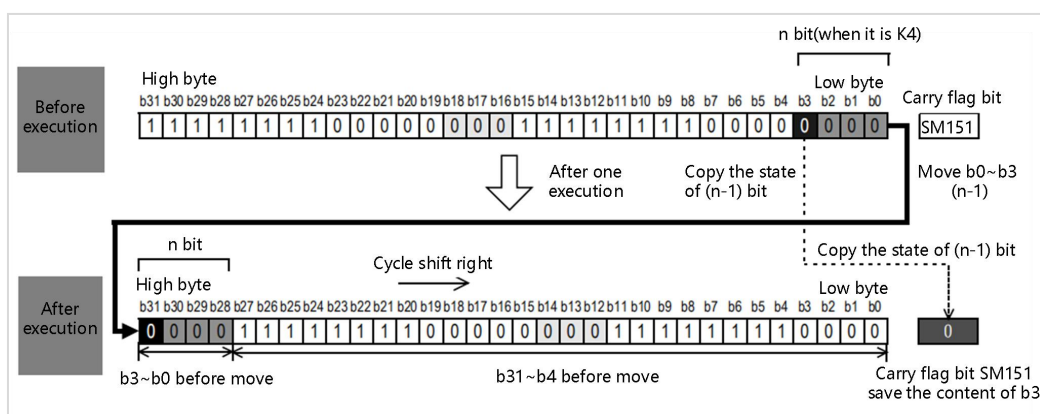 n bit(when it is K4)
High byte
Low byte
Before
execution
b31 b30 b29 b28 b27 b26 b25 b24 b23 b22 b21 b20 b19 b18 b17 b16 b15 b14 b13 b12 b11 b10 b9 b8 b7 b6 b5 b4 b3 b2 b1 b0
Carry flag bit
1 1 1 1 1 1 1 1 0 0 0 0 0 0 0 0 1 1 1 1 1 1 1 1 0 0 0 0 0 0 0 0
SM151
After one
execution
Copy the state
of (n-1) bit
Move b0~b3
(n-1)
n bit
Cycle shift right
Copy the state of (n-1) bit
High byte
Low byte
After
execution
b31 b30 b29 b28 b27 b26 b25 b24 b23 b22 b21 b20 b19 b18 b17 b16 b15 b14 b13 b12 b11 b10 b9 b8 b7 b6 b5 b4 b3 b2 b1 b0
0 0 0 0 1 1 1 1 1 1 1 1 0 0 0 0 0 0 0 0 1 1 1 1 1 1 1 1 0 0 0 0
0
b3~b0 before move
b31~b4 before move
Carry flag bit SM151
save the content of b3